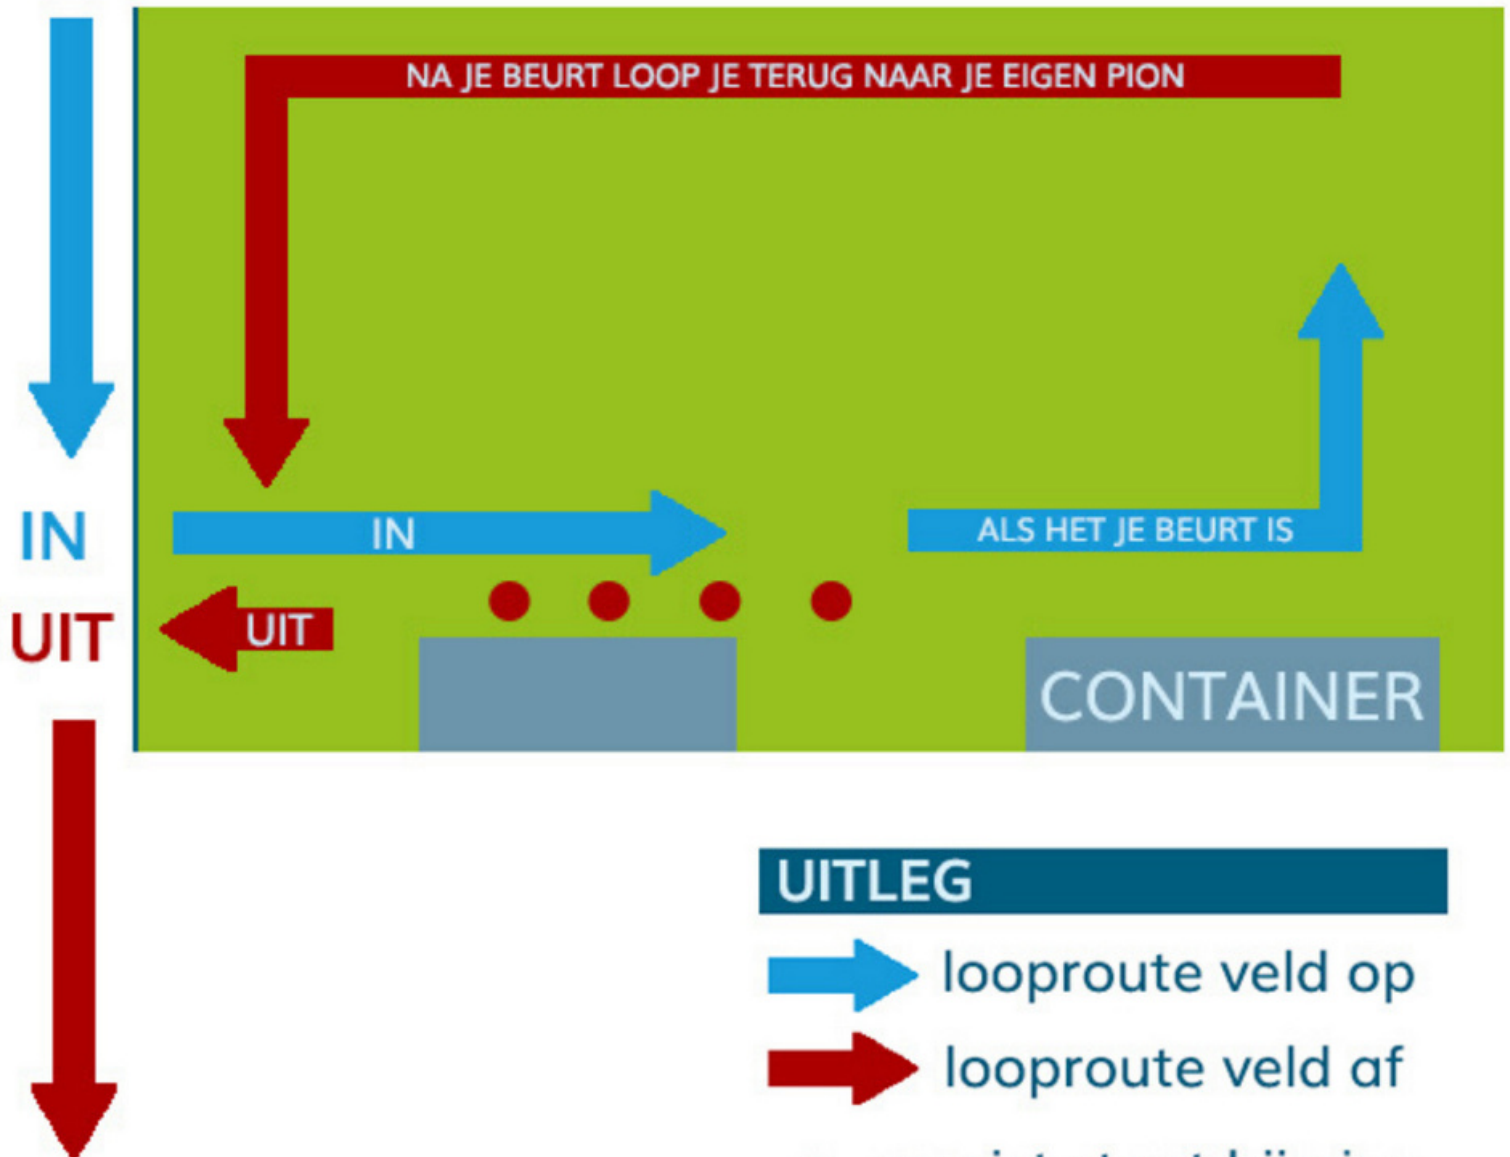 NA JE BEURT LOOP JE TERUG NAAR JE EIGEN PION
IN
IN
ALS HET JE BEURT IS
UIT
UIT
CONTAINER
UITLEG
looproute veld op
looproute veld af